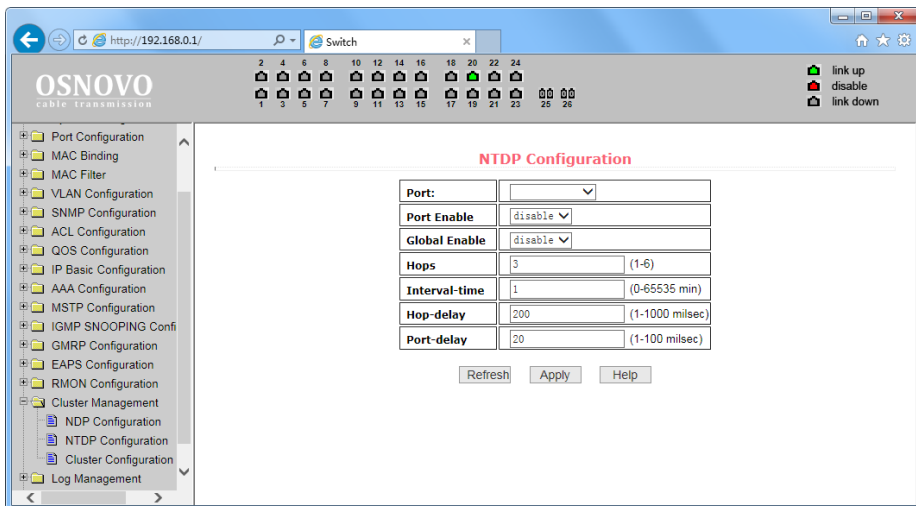 http://192.168.0.1/
Switch
2 4 6 8 10 12 14 16 18 20 22 24
OSNOVO
cable transmission
1 3 5 7 9 11 13 15 17 19 21 23 25 26
link up
disable
link down
Port Configuration
MAC Binding
MAC Filter
VLAN Configuration
SNMP Configuration
ACL Configuration
QOS Configuration
IP Basic Configuration
AAA Configuration
MSTP Configuration
IGMP SNOOPING Confi
GMRP Configuration
EAPS Configuration
RMON Configuration
Cluster Management
NDP Configuration
NTDP Configuration
Cluster Configuration
Log Management
NTDP Configuration
Port:
Port Enable disable
Global Enable disable
Hops 3 (1-6)
Interval-time 1 (0-65535 min)
Hop-delay 200 (1-1000 milsec)
Port-delay 20 (1-100 milsec)
Refresh Apply Help